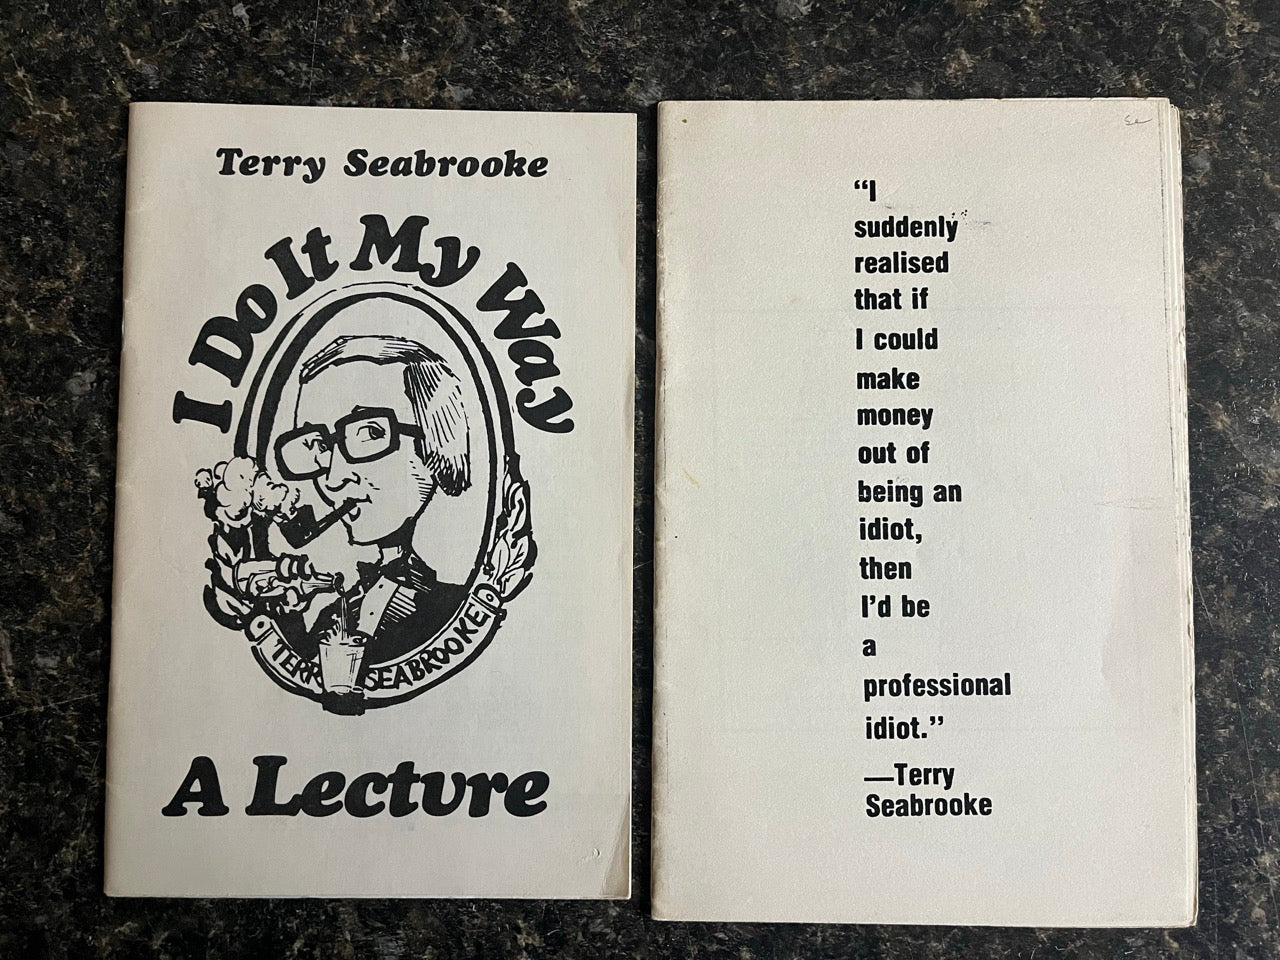 Terry Seabrooke
I Do It My Way
TERR SEABROOKE
A Lecture
“I
suddenly
realised
that if
I could
make
money
out of
being an
idiot,
then
I’d be
a
professional
idiot.”
—Terry
Seabrooke